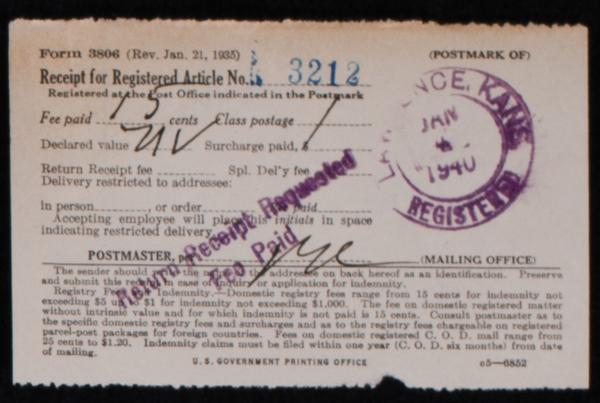 Form 3806 (Rev. Jan. 21, 1935) (POSTMARK OF)
Receipt for Registered Article No. 3212
Registered at the Post Office indicated in the Postmark
Fee paid 15 cents Class postage 1
Declared value NV Surcharge paid, $
Return Receipt fee Spl. Del'y fee
Delivery restricted to addressee:
in person, or order, fee paid
Accepting employee will place his initials in space
indicating restricted delivery.
POSTMASTER, per (MAILING OFFICE)
The sender should write the name of the addressee on back hereof as an identification. Preserve
and submit this receipt in case of inquiry or application for indemnity.
Registry Fees and Indemnity.—Domestic registry fees range from 15 cents for indemnity not
exceeding $5 up to $1 for indemnity not exceeding $1,000. The fee on domestic registered matter
without intrinsic value and for which indemnity is not paid is 15 cents. Consult postmaster as to
the specific domestic registry fees and surcharges and as to the registry fees chargeable on registered
parcel-post packages for foreign countries. Fees on domestic registered C. O. D. mail range from
25 cents to $1.20. Indemnity claims must be filed within one year (C. O. D. six months) from date
of mailing.
U. S. GOVERNMENT PRINTING OFFICE c5—6852
LAWRENCE, KANS
JAN
1940
REGISTERED
Return Receipt Requested
Fee Paid